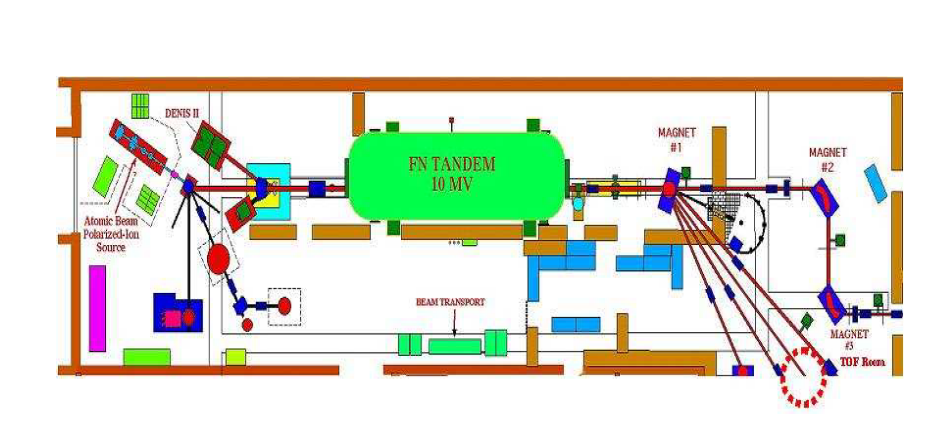 DENIS II
Atomic Beam
Polarized-Ion
Source
FN TANDEM
10 MV
MAGNET
#1
MAGNET
#2
BEAM TRANSPORT
MAGNET
#3
TOF Room